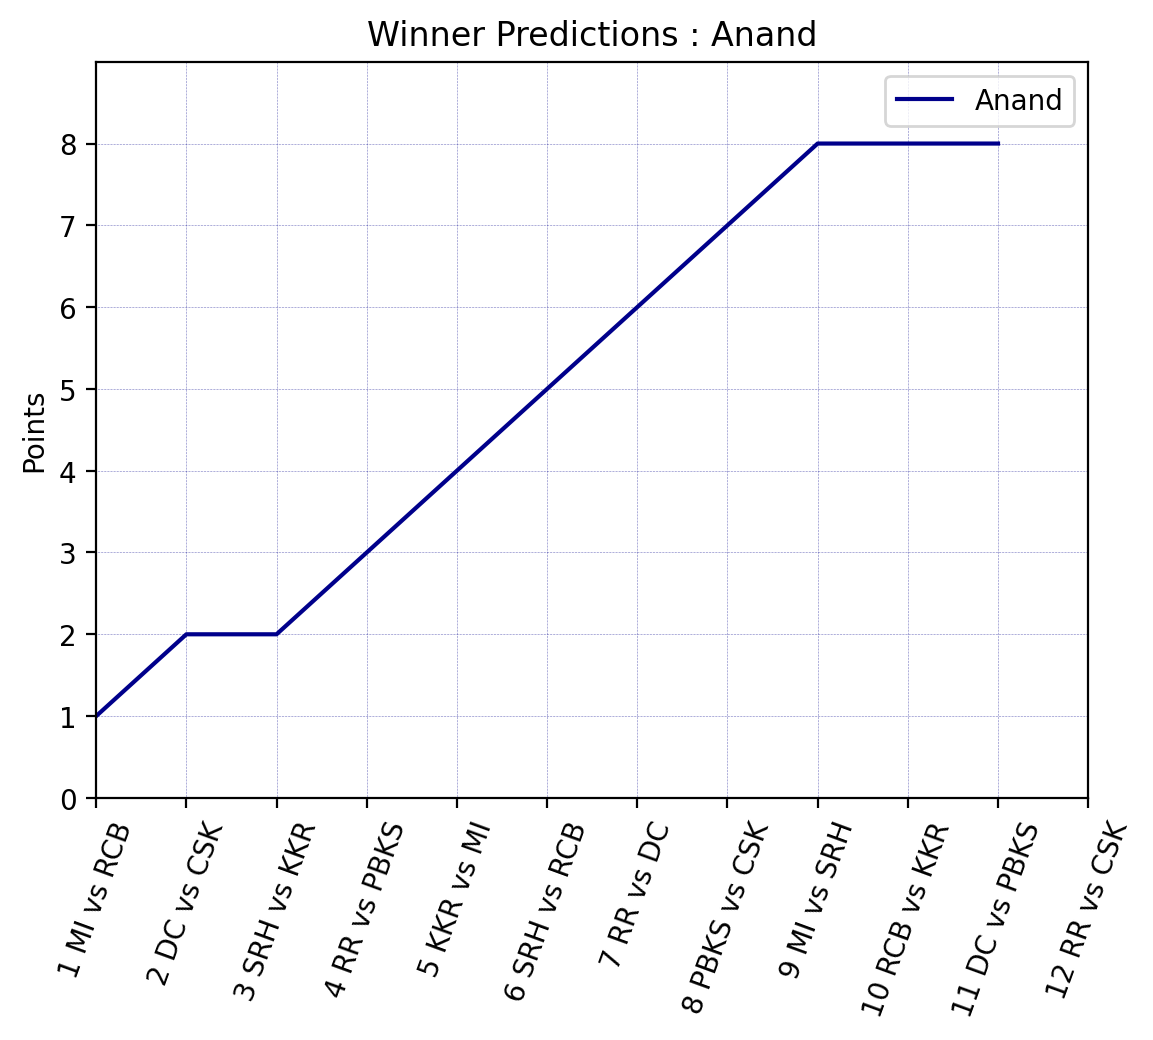 Winner Predictions : Anand
Anand
Points
8
7
6
5
4
3
2
1
0
1 MI vs RCB
2 DC vs CSK
3 SRH vs KKR
4 RR vs PBKS
5 KKR vs MI
6 SRH vs RCB
7 RR vs DC
8 PBKS vs CSK
9 MI vs SRH
10 RCB vs KKR
11 DC vs PBKS
12 RR vs CSK